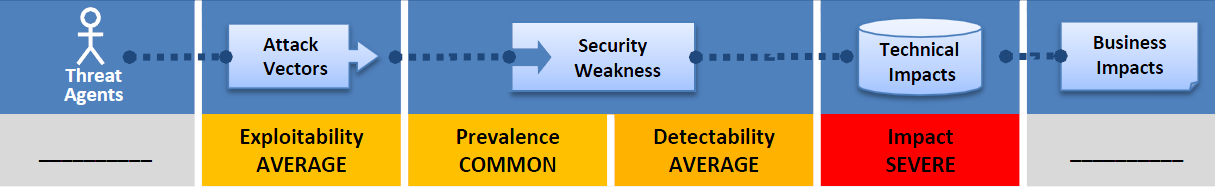 Threat
Agents
Attack
Vectors
Security
Weakness
Technical
Impacts
Business
Impacts
__________
Exploitability
AVERAGE
Prevalence
COMMON
Detectability
AVERAGE
Impact
SEVERE
__________